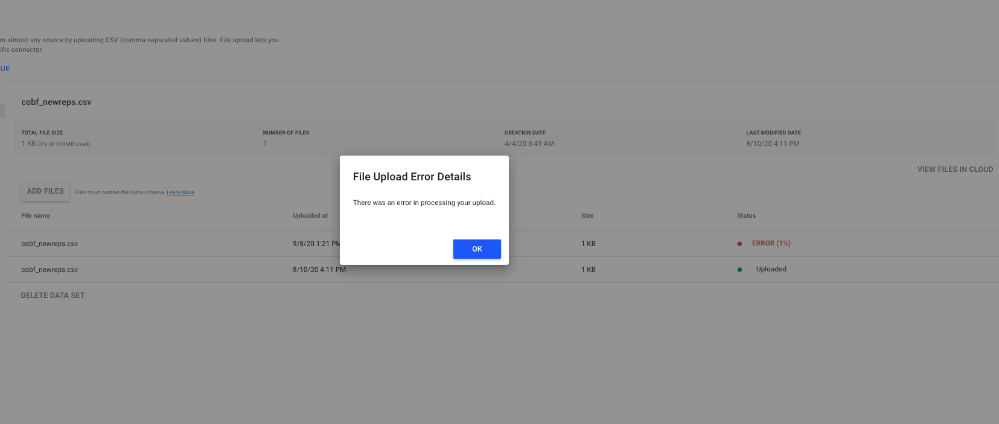 m almost any source by uploading CSV (comma-separated values) files. File upload lets you
ific connector.
UE
cobf_newreps.csv
TOTAL FILE SIZE NUMBER OF FILES CREATION DATE LAST MODIFIED DATE
1 KB (1% of 100MB used) 1 4/4/20 8:49 AM 8/10/20 4:11 PM
VIEW FILES IN CLOUD
File Upload Error Details
There was an error in processing your upload.
OK
ADD FILES Files must contain the same schema. Learn More
File name Uploaded at Size Status
cobf_newreps.csv 9/8/20 1:21 PM 1 KB ERROR (1%)
cobf_newreps.csv 8/10/20 4:11 PM 1 KB Uploaded
DELETE DATA SET